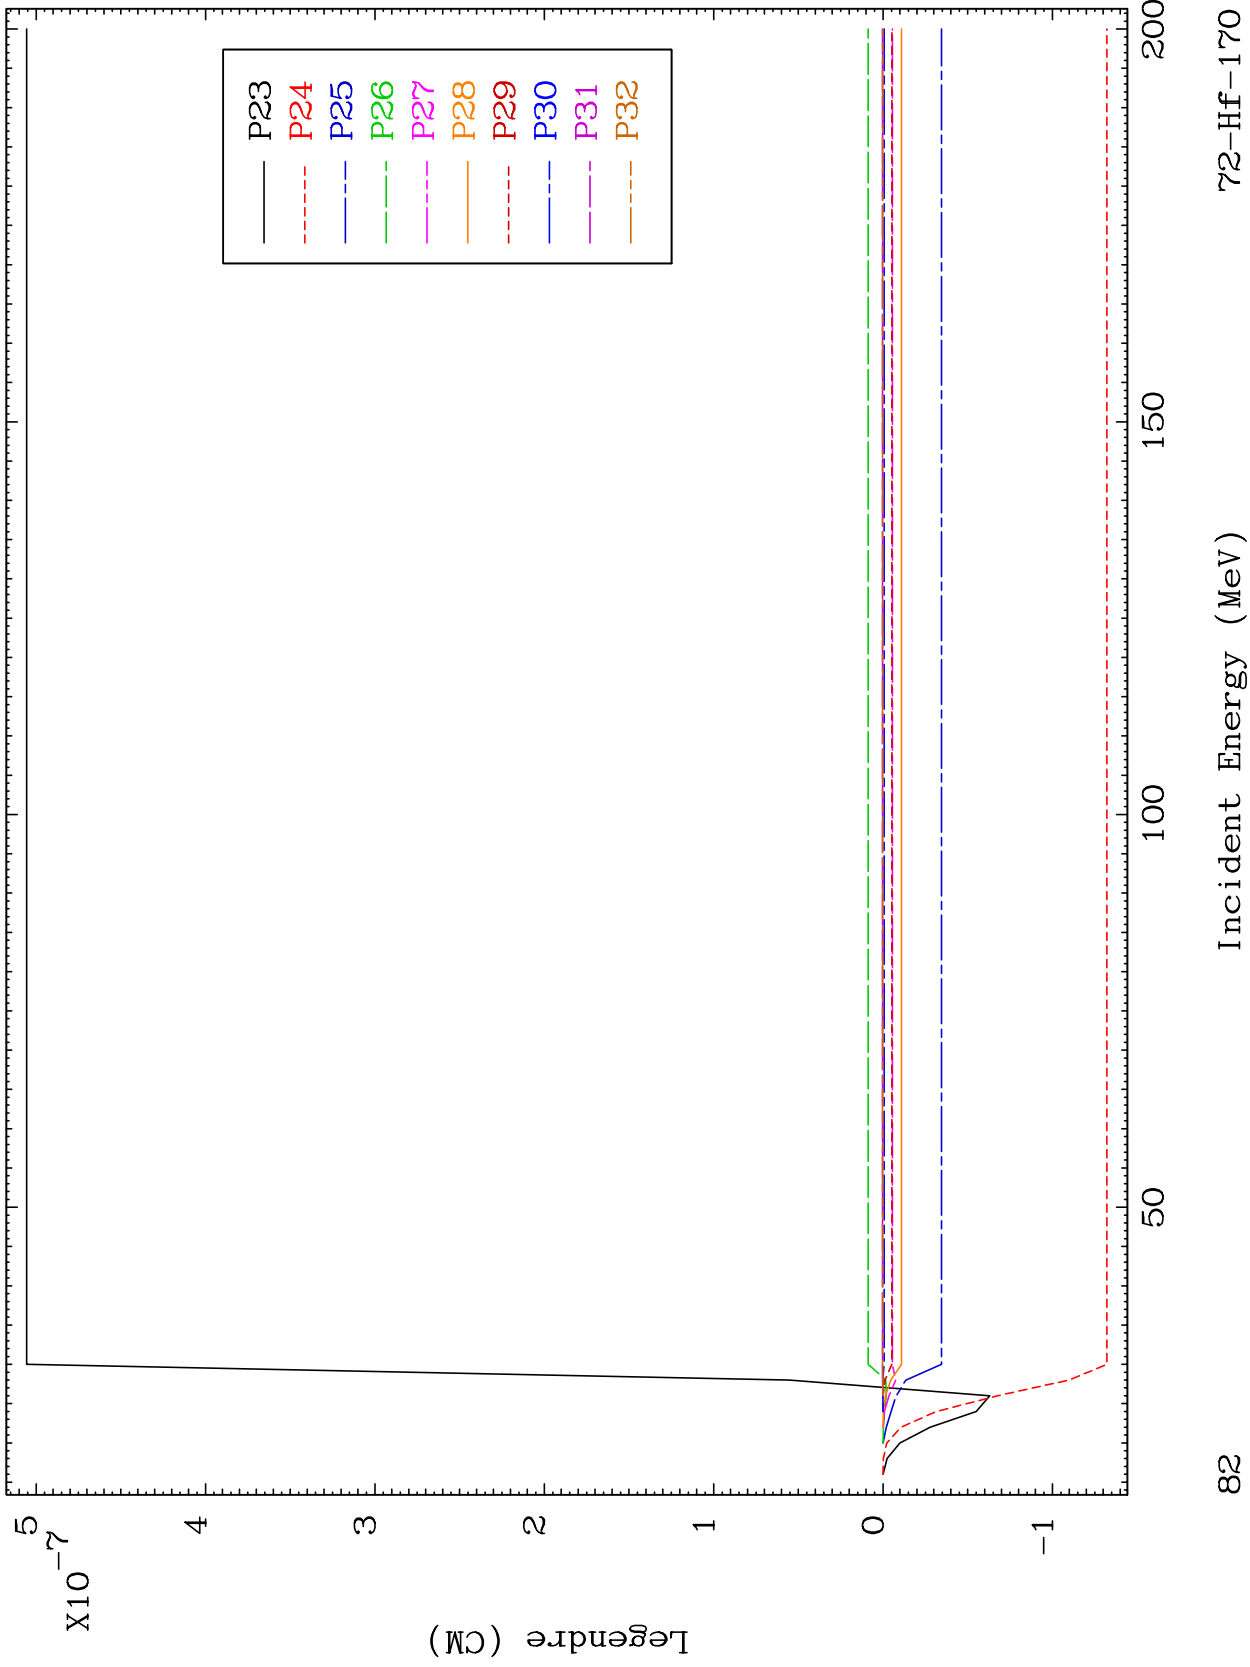 X10-7
5
4
3
2
1
0
-1
Legendre (CM)
P23
P24
P25
P26
P27
P28
P29
P30
P31
P32
50
100
150
200
82
Incident Energy (MeV)
72-Hf-170